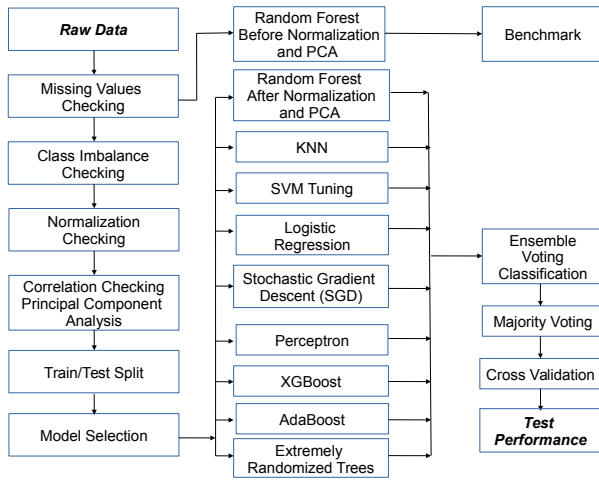 Raw Data
Missing Values
Checking
Class Imbalance
Checking
Normalization
Checking
Correlation Checking
Principal Component
Analysis
Train/Test Split
Model Selection
Random Forest
Before Normalization
and PCA
Benchmark
Random Forest
After Normalization
and PCA
KNN
SVM Tuning
Logistic
Regression
Stochastic Gradient
Descent (SGD)
Perceptron
XGBoost
AdaBoost
Extremely
Randomized Trees
Ensemble
Voting
Classification
Majority Voting
Cross Validation
Test
Performance